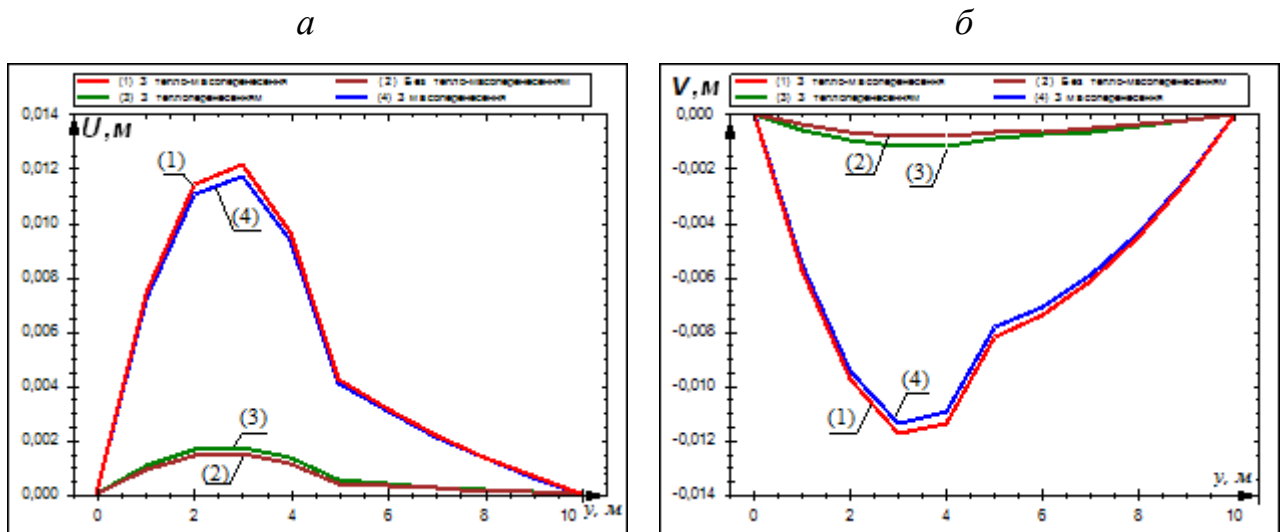 а
б
(1) З тепло-масоперенесення (2) Без тепло-масоперенесенням
(3) З теплоперенесенням (4) З масоперенесення
U, м
0,014
0,012
0,010
0,008
0,006
0,004
0,002
0,000
(1)
(4)
(3)
(2)
0 2 4 6 8 10
y, м
(1) З тепло-масоперенесення (2) Без тепло-масоперенесенням
(3) З теплоперенесенням (4) З масоперенесення
V, м
0,000
-0,002
-0,004
-0,006
-0,008
-0,010
-0,012
-0,014
(2)
(3)
(4)
(1)
y, м
0 2 4 6 8 10